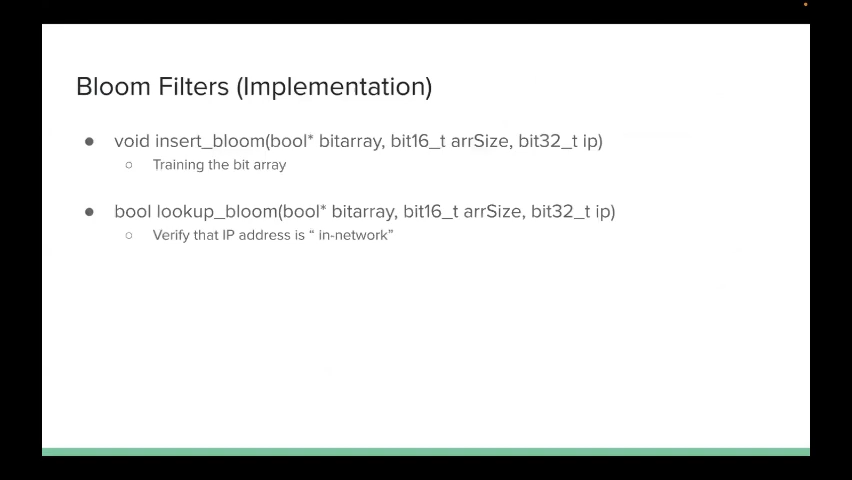 Bloom Filters (Implementation)
● void insert_bloom(bool* bitarray, bit16_t arrSize, bit32_t ip)
○ Training the bit array
● bool lookup_bloom(bool* bitarray, bit16_t arrSize, bit32_t ip)
○ Verify that IP address is “ in-network”